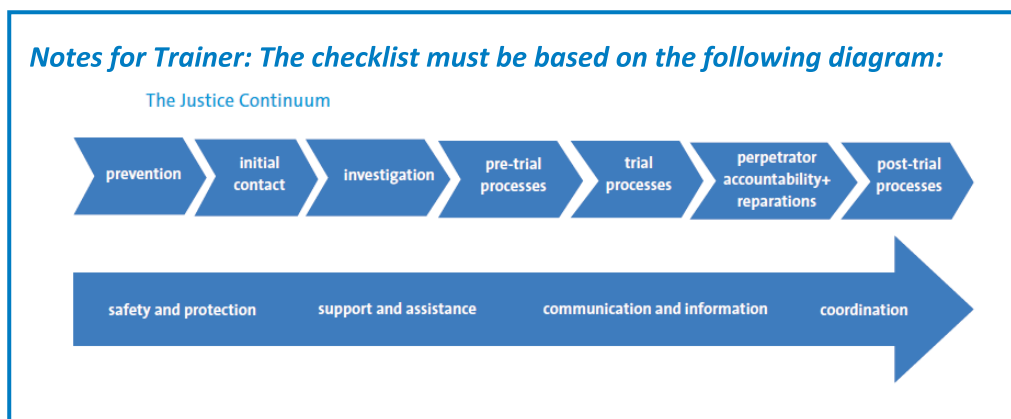 Notes for Trainer: The checklist must be based on the following diagram:
The Justice Continuum
prevention
initial
contact
investigation
pre-trial
processes
trial
processes
perpetrator
accountability+
reparations
post-trial
processes
safety and protection
support and assistance
communication and information
coordination